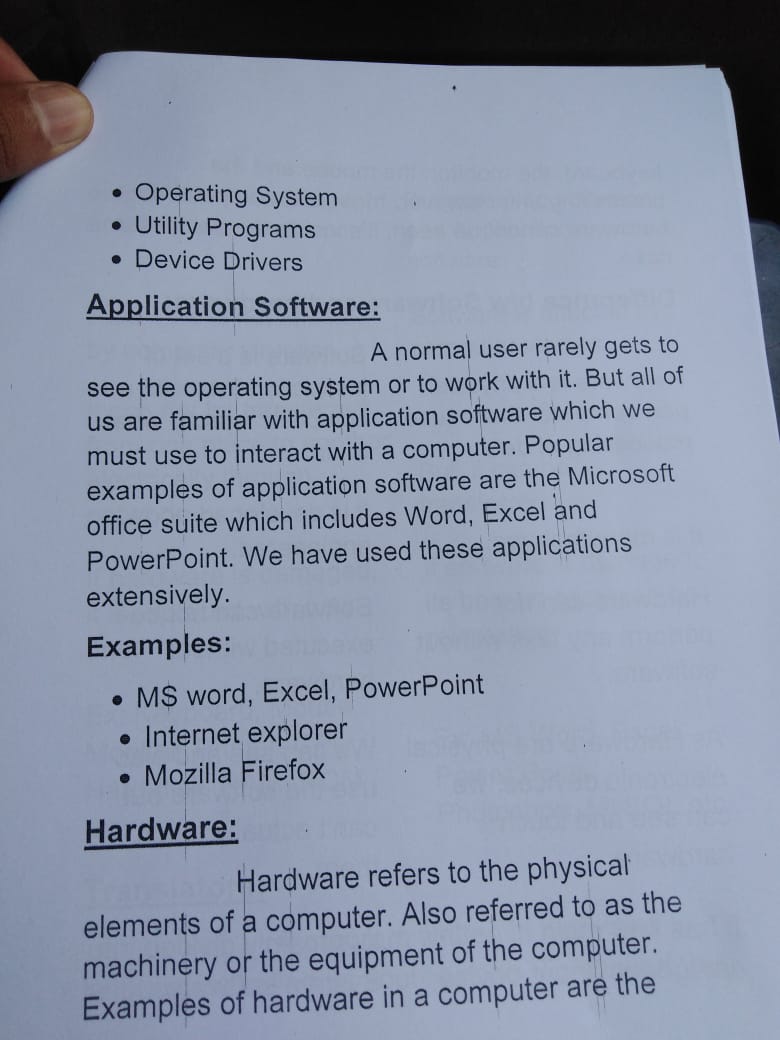 • Operating System
• Utility Programs
• Device Drivers
Application Software:
A normal user rarely gets to
see the operating system or to work with it. But all of
us are familiar with application software which we
must use to interact with a computer. Popular
examples of application software are the Microsoft
office suite which includes Word, Excel and
PowerPoint. We have used these applications
extensively.
Examples:
• MS word, Excel, PowerPoint
• Internet explorer
• Mozilla Firefox
Hardware:
Hardware refers to the physical
elements of a computer. Also referred to as the
machinery or the equipment of the computer.
Examples of hardware in a computer are the